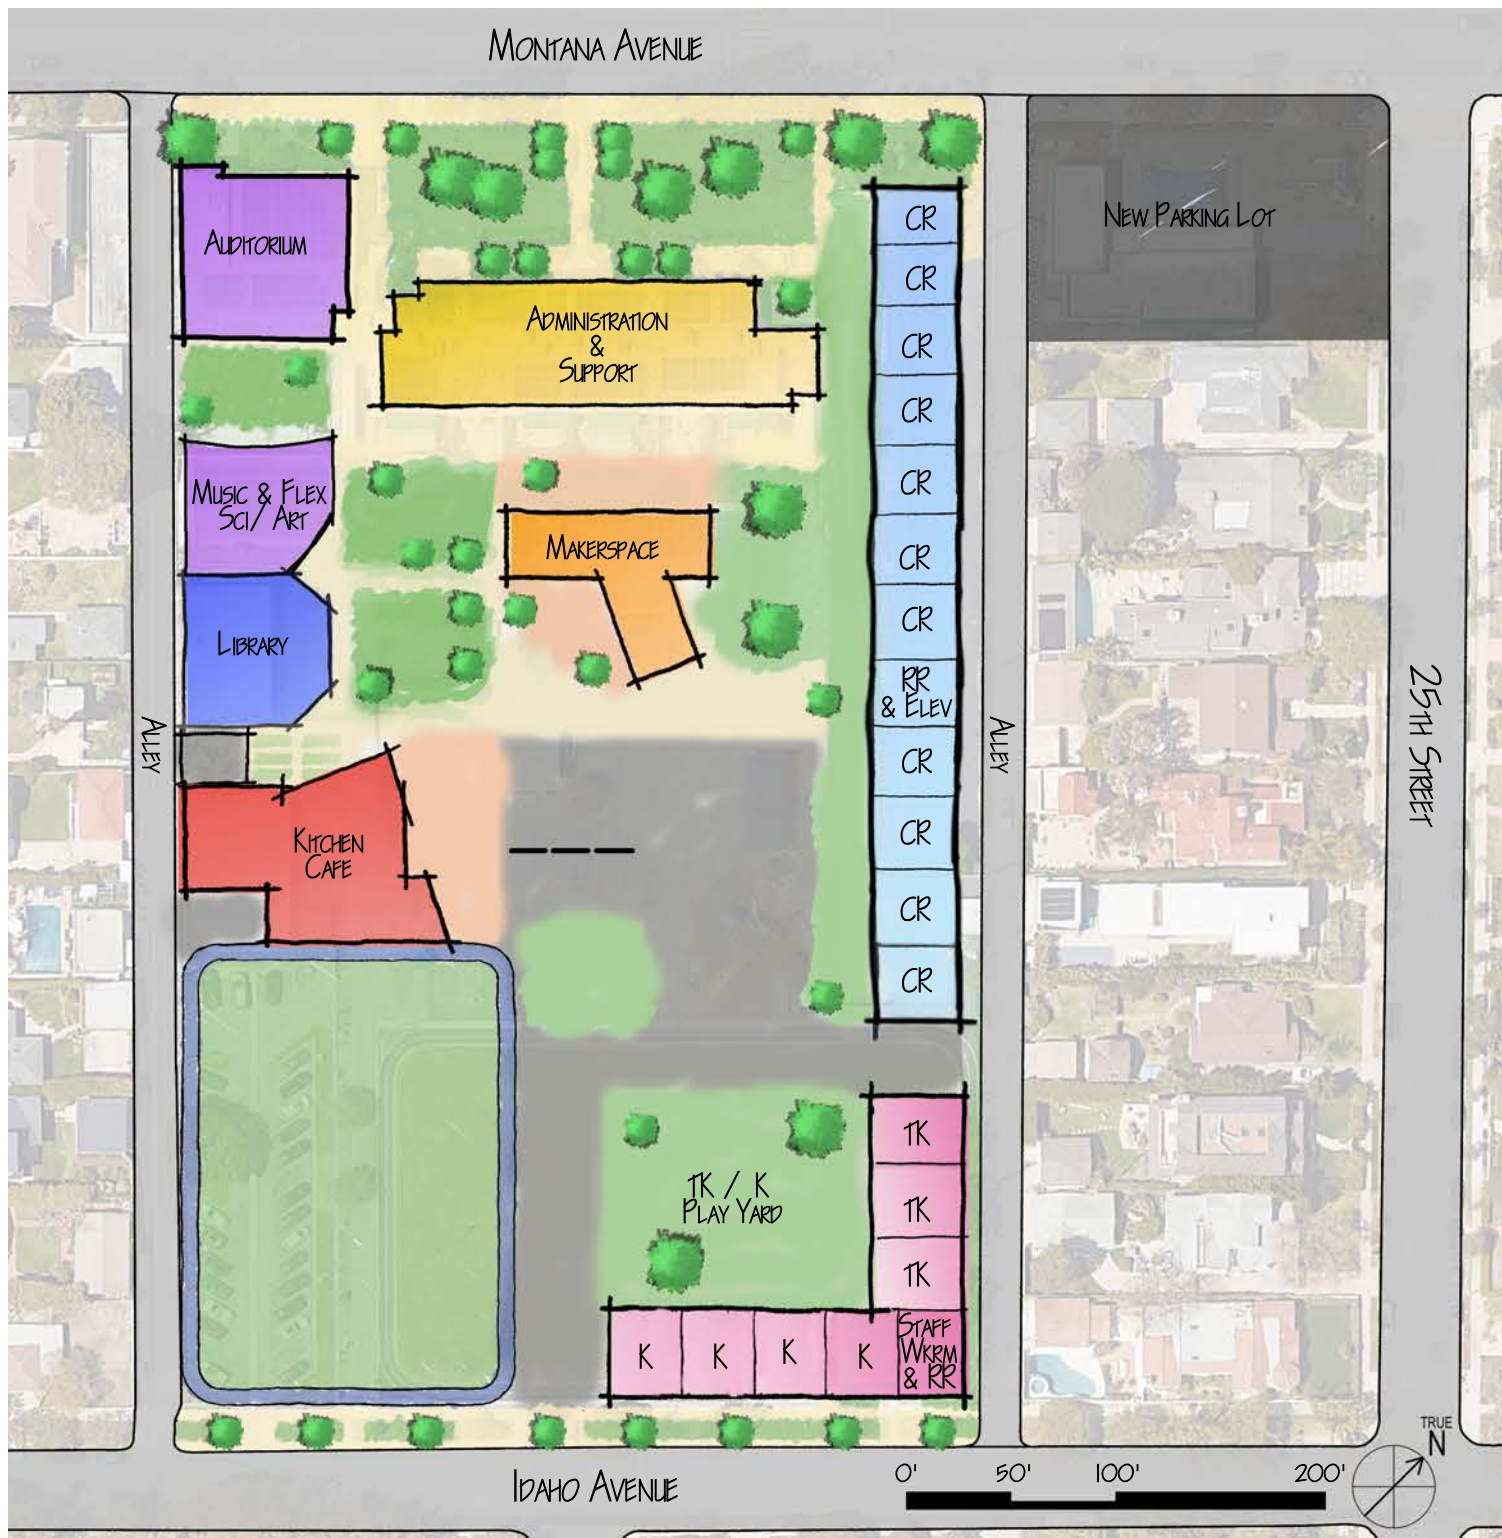 MONTANA AVENUE
AUDITORIUM
ADMINISTRATION
&
SUPPORT
NEW PARKING LOT
CR
CR
CR
CR
CR
CR
CR
RR
& ELEV
CR
CR
CR
CR
MUSIC & FLEX
SCI/ ART
MAKERSPACE
LIBRARY
ALLEY
ALLEY
25TH STREET
KITCHEN
CAFE
TK / K
PLAY YARD
TK
TK
TK
K
K
K
K
STAFF
WKRM
& RR
IDAHO AVENUE
0'
50'
100'
200'
TRUE
N